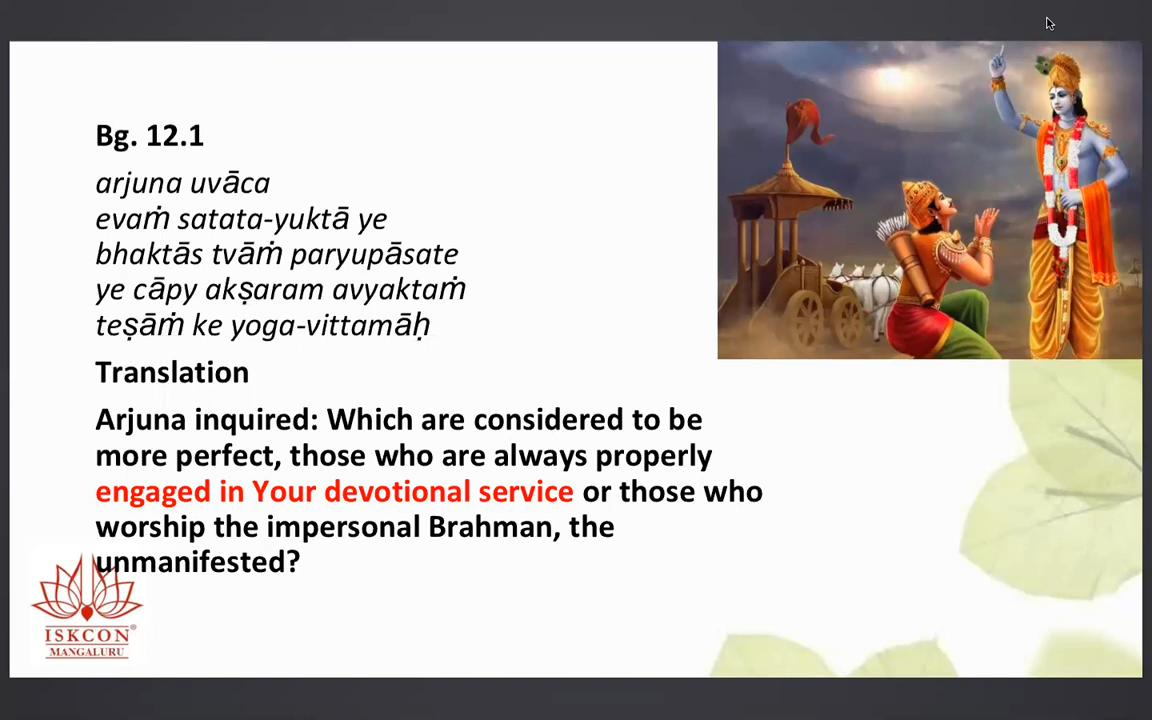 Bg. 12.1
arjuna uvāca
evaṁ satata-yuktā ye
bhaktās tvāṁ paryupāsate
ye cāpy akṣaram avyaktaṁ
teṣāṁ ke yoga-vittamāḥ
Translation
Arjuna inquired: Which are considered to be
more perfect, those who are always properly
engaged in Your devotional service or those who
worship the impersonal Brahman, the
unmanifested?
ISKCON®
MANGALURU